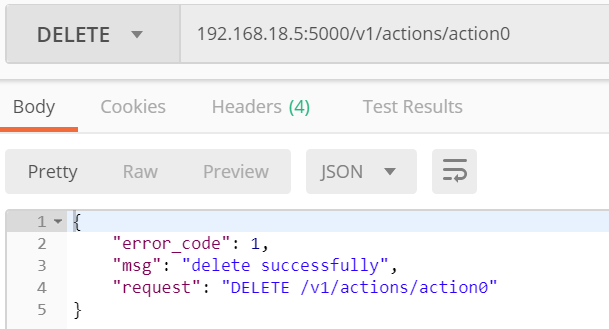 DELETE 192.168.18.5:5000/v1/actions/action0
Body Cookies Headers (4) Test Results
Pretty Raw Preview JSON
1 {
2 "error_code": 1,
3 "msg": "delete successfully",
4 "request": "DELETE /v1/actions/action0"
5 }